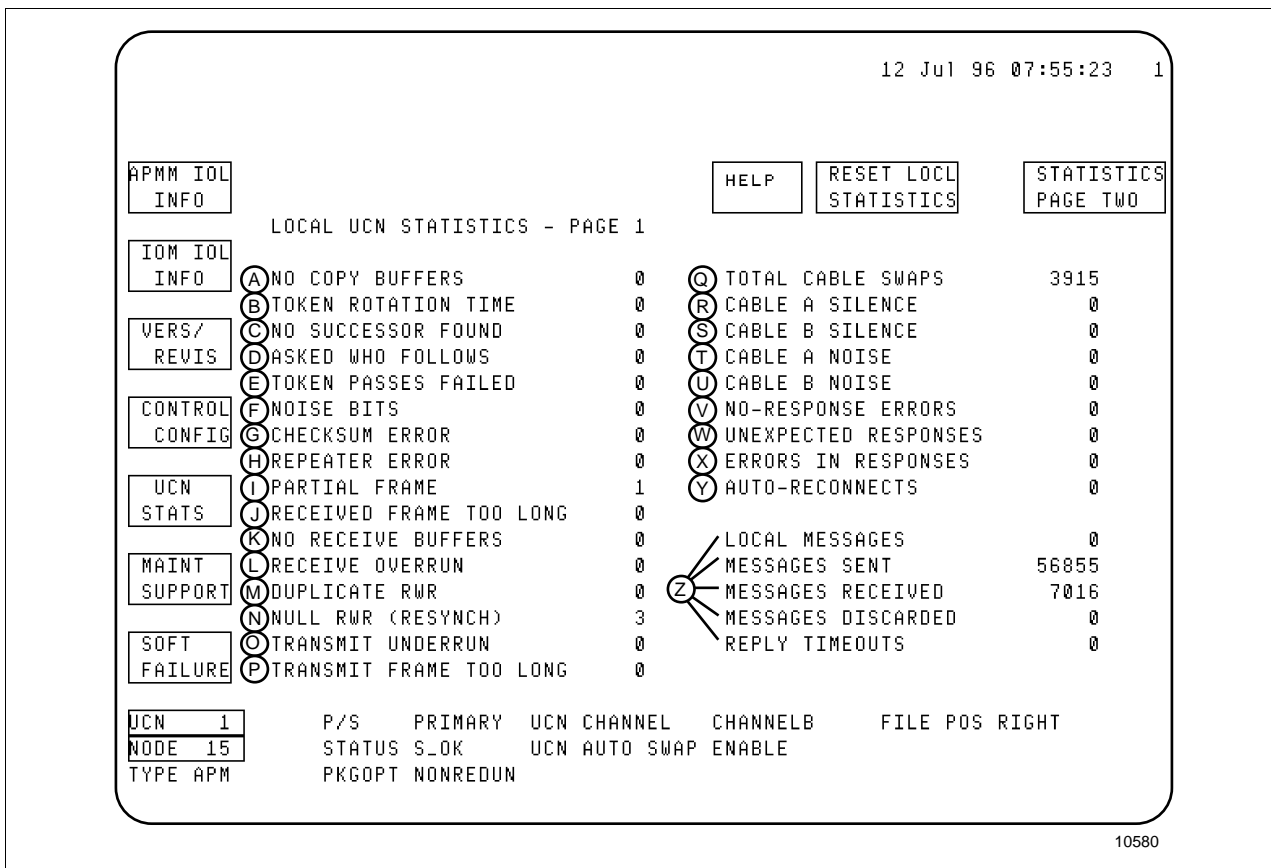 12 Jul 96 07:55:23 1
APMM IOL
INFO
HELP
RESET LOCL
STATISTICS
STATISTICS
PAGE TWO
LOCAL UCN STATISTICS - PAGE 1
IOM IOL
INFO
VERS/
REVIS
CONTROL
CONFIG
UCN
STATS
MAINT
SUPPORT
SOFT
FAILURE
A NO COPY BUFFERS 0
B TOKEN ROTATION TIME 0
C NO SUCCESSOR FOUND 0
D ASKED WHO FOLLOWS 0
E TOKEN PASSES FAILED 0
F NOISE BITS 0
G CHECKSUM ERROR 0
H REPEATER ERROR 0
I PARTIAL FRAME 1
J RECEIVED FRAME TOO LONG 0
K NO RECEIVE BUFFERS 0
L RECEIVE OVERRUN 0
M DUPLICATE RWR 0
N NULL RWR (RESYNCH) 3
O TRANSMIT UNDERRUN 0
P TRANSMIT FRAME TOO LONG 0
Q TOTAL CABLE SWAPS 3915
R CABLE A SILENCE 0
S CABLE B SILENCE 0
T CABLE A NOISE 0
U CABLE B NOISE 0
V NO-RESPONSE ERRORS 0
W UNEXPECTED RESPONSES 0
X ERRORS IN RESPONSES 0
Y AUTO-RECONNECTS 0
Z
LOCAL MESSAGES 0
MESSAGES SENT 56855
MESSAGES RECEIVED 7016
MESSAGES DISCARDED 0
REPLY TIMEOUTS 0
UCN 1 P/S PRIMARY UCN CHANNEL CHANNELB FILE POS RIGHT
NODE 15 STATUS S_OK UCN AUTO SWAP ENABLE
TYPE APM PKGOPT NONREDUN
10580